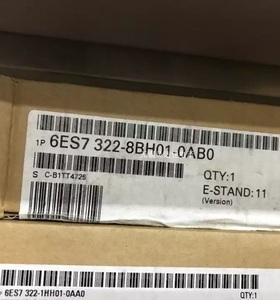 1P 6ES7 322-8BH01-0AB0
S C-B1TT4726
QTY:1
E-STAND: 11
(Version)
6ES7 322-1HH01-0AA0
QTY:1